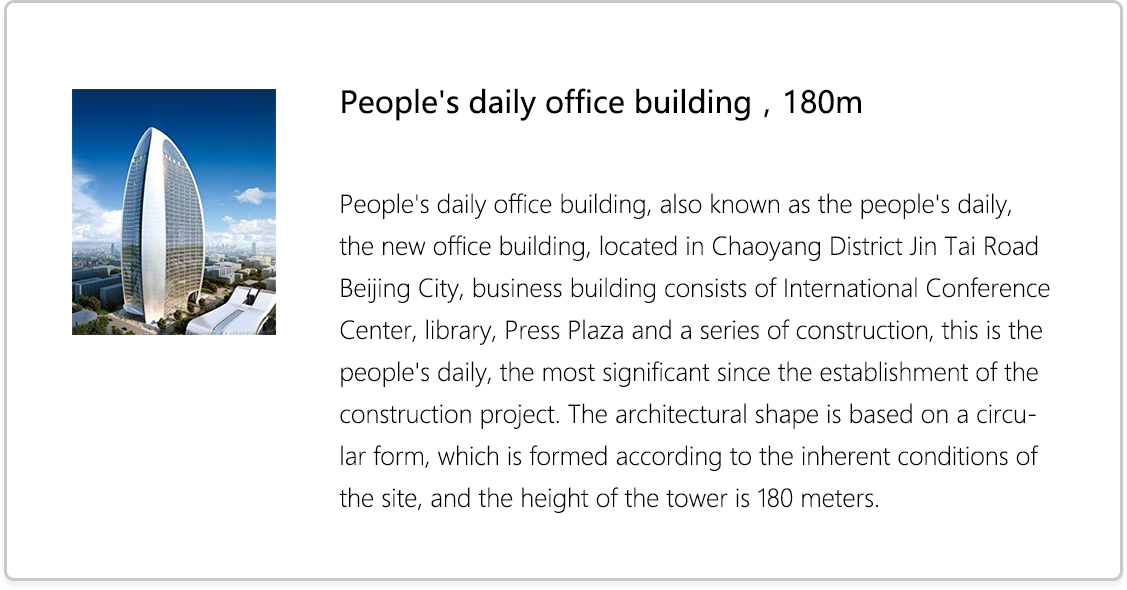 People's daily office building，180m
People's daily office building, also known as the people's daily,
the new office building, located in Chaoyang District Jin Tai Road
Beijing City, business building consists of International Conference
Center, library, Press Plaza and a series of construction, this is the
people's daily, the most significant since the establishment of the
construction project. The architectural shape is based on a circu-
lar form, which is formed according to the inherent conditions of
the site, and the height of the tower is 180 meters.